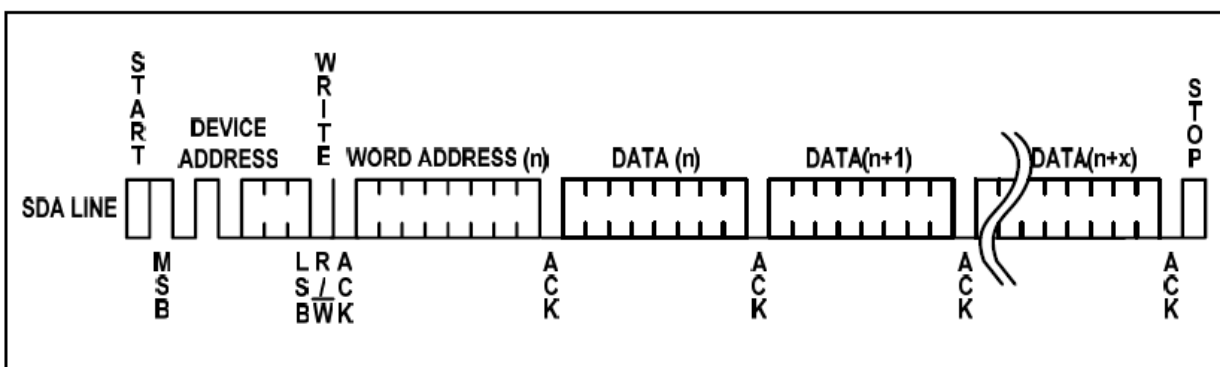 START
WRITE
STOP
DEVICE
ADDRESS
WORD ADDRESS (n)
DATA (n)
DATA(n+1)
DATA(n+x)
SDA LINE
MSB
LSB
R/W
ACK
ACK
ACK
ACK
ACK